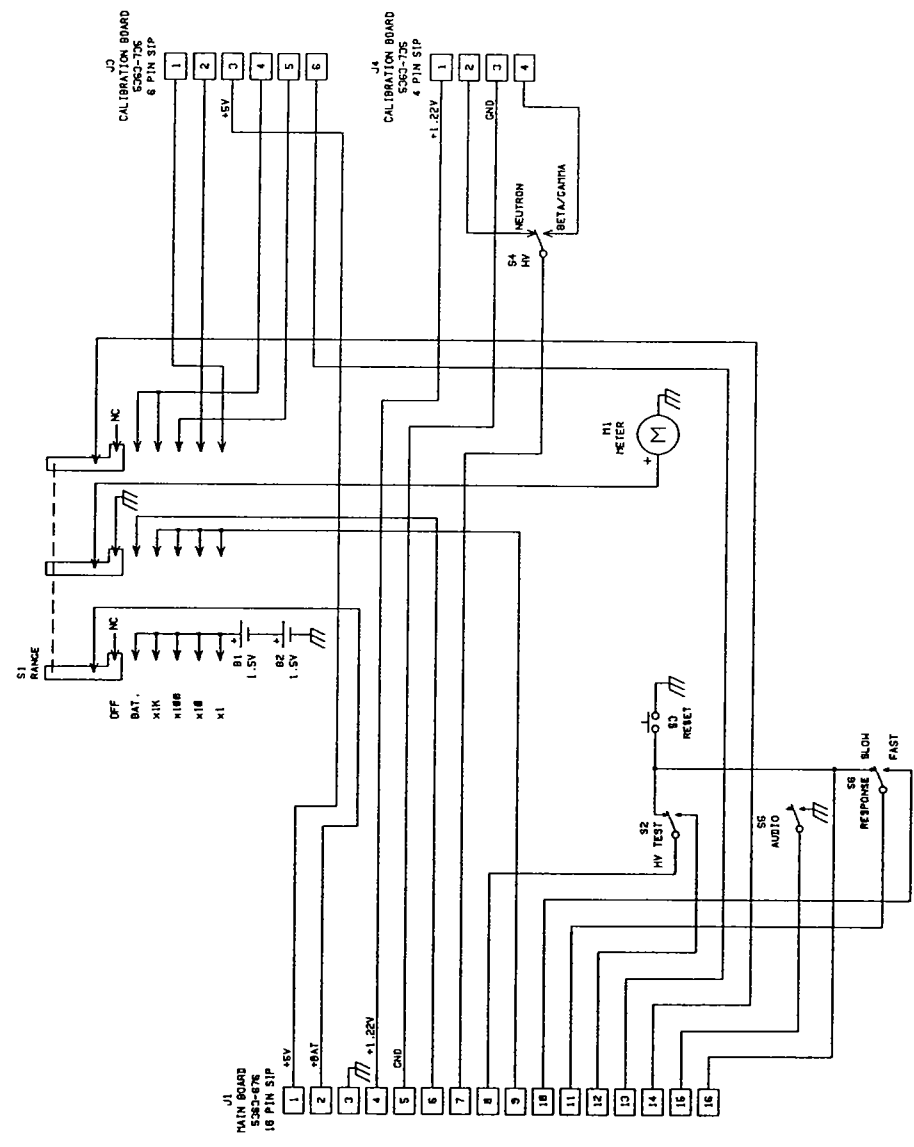 J3
CALIBRATION BOARD
5363-735
6 PIN SIP
1
2
3
4
5
6
+5V
J4
CALIBRATION BOARD
5363-735
4 PIN SIP
1
2
3
4
+1.22V
GND
NEUTRON
BETA/GAMMA
S4
HV
NC
M1
METER
+
M
S1
RANGE
NC
OFF
BAT.
x1K
x100
x10
x1
+
B1
1.5V
+
B2
1.5V
S3
RESET
S2
HV TEST
S5
AUDIO
S6
RESPONSE
SLOW
FAST
J1
MAIN BOARD
5363-676
16 PIN SIP
+5V
+BAT
+1.22V
GND
1
2
3
4
5
6
7
8
9
10
11
12
13
14
15
16